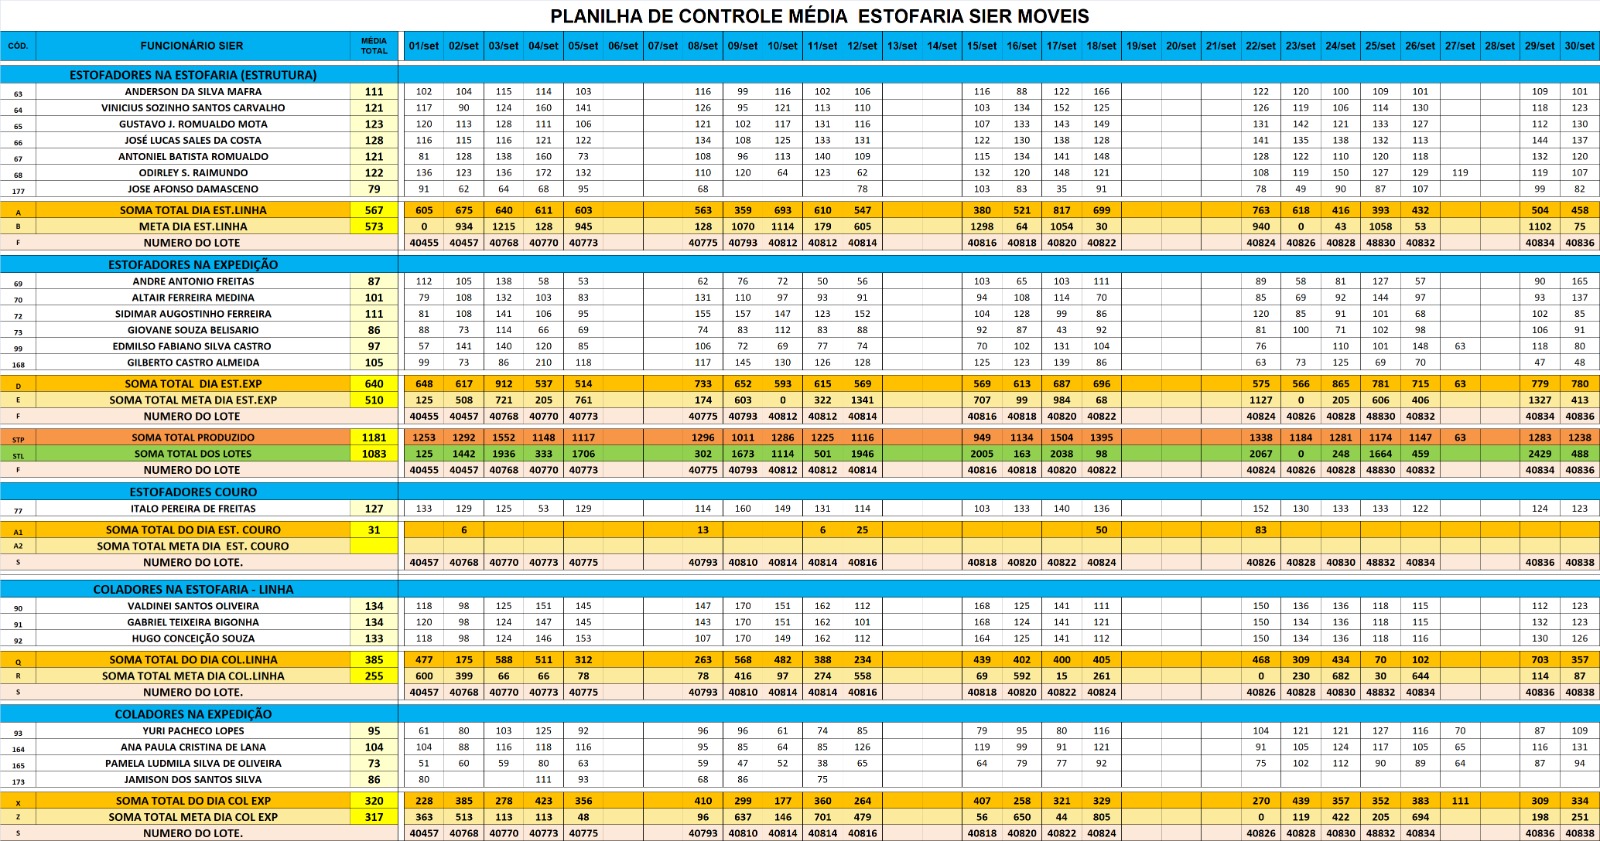 PLANILHA DE CONTROLE MÉDIA ESTOFARIA SIER MOVEIS
CÓD. FUNCIONÁRIO SIER MÉDIA TOTAL 01/set 02/set 03/set 04/set 05/set 06/set 07/set 08/set 09/set 10/set 11/set 12/set 13/set 14/set 15/set 16/set 17/set 18/set 19/set 20/set 21/set 22/set 23/set 24/set 25/set 26/set 27/set 28/set 29/set 30/set
ESTOFADORES NA ESTOFARIA (ESTRUTURA)
63 ANDERSON DA SILVA MAFRA 111 102 104 115 114 103 116 99 116 102 106 116 88 122 166 122 120 100 109 101 109 101
64 VINICIUS SOZINHO SANTOS CARVALHO 121 117 90 124 160 141 126 95 121 113 110 103 134 152 125 126 119 106 114 130 118 123
65 GUSTAVO J. ROMUALDO MOTA 123 120 113 128 111 106 121 102 117 131 116 107 133 143 149 131 142 121 133 127 112 130
66 JOSÉ LUCAS SALES DA COSTA 128 116 115 116 121 122 134 108 125 133 131 122 130 138 128 141 135 138 132 113 144 137
67 ANTONIEL BATISTA ROMUALDO 121 81 128 138 160 73 108 96 113 140 109 115 134 141 148 128 122 110 120 118 132 120
68 ODIRLEY S. RAIMUNDO 122 136 123 136 172 132 110 120 64 123 62 132 120 148 121 108 119 150 127 129 119 119 107
177 JOSE AFONSO DAMASCENO 79 91 62 64 68 95 68 78 103 83 35 91 78 49 90 87 107 99 82
A SOMA TOTAL DIA EST.LINHA 567 605 675 640 611 603 563 359 693 610 547 380 521 817 699 763 618 416 393 432 504 458
B META DIA EST.LINHA 573 0 934 1215 128 945 128 1070 1114 179 605 1298 64 1054 30 940 0 43 1058 53 1102 75
F NUMERO DO LOTE 40455 40457 40768 40770 40773 40775 40793 40812 40812 40814 40816 40818 40820 40822 40824 40826 40828 48830 40832 40834 40836
ESTOFADORES NA EXPEDIÇÃO
69 ANDRE ANTONIO FREITAS 87 112 105 138 58 53 62 76 72 50 56 103 65 103 111 89 58 81 127 57 90 165
70 ALTAIR FERREIRA MEDINA 101 79 108 132 103 83 131 110 97 93 91 94 108 114 70 85 69 92 144 97 93 137
72 SIDIMAR AUGOSTINHO FERREIRA 111 81 108 141 106 95 155 157 147 123 152 104 128 99 86 120 85 91 101 68 102 85
73 GIOVANE SOUZA BELISARIO 86 88 73 114 66 69 74 83 112 83 88 92 87 43 92 81 100 71 102 98 106 91
99 EDMILSO FABIANO SILVA CASTRO 97 57 141 140 120 85 106 72 69 77 74 70 102 131 104 76 110 101 148 63 118 80
168 GILBERTO CASTRO ALMEIDA 105 99 73 86 210 118 117 145 130 126 128 125 123 139 86 63 73 125 69 70 47 48
D SOMA TOTAL DIA EST.EXP 640 648 617 912 537 514 733 652 593 615 569 569 613 687 696 575 566 865 781 715 63 779 780
E SOMA TOTAL META DIA EST.EXP 510 125 508 721 205 761 174 603 0 322 1341 707 99 984 68 1127 0 205 606 406 1327 413
F NUMERO DO LOTE 40455 40457 40768 40770 40773 40775 40793 40812 40812 40814 40816 40818 40820 40822 40824 40826 40828 48830 40832 40834 40836
STP SOMA TOTAL PRODUZIDO 1181 1253 1292 1552 1148 1117 1296 1011 1286 1225 1116 949 1134 1504 1395 1338 1184 1281 1174 1147 63 1283 1238
STL SOMA TOTAL DOS LOTES 1083 125 1442 1936 333 1706 302 1673 1114 501 1946 2005 163 2038 98 2067 0 248 1664 459 2429 488
F NUMERO DO LOTE 40455 40457 40768 40770 40773 40775 40793 40812 40812 40814 40816 40818 40820 40822 40824 40826 40828 48830 40832 40834 40836
ESTOFADORES COURO
77 ITALO PEREIRA DE FREITAS 127 133 129 125 53 129 114 160 149 131 114 103 133 140 136 152 130 133 133 122 124 123
A1 SOMA TOTAL DO DIA EST. COURO 31 6 13 6 25 50 83
A2 SOMA TOTAL META DIA EST. COURO
S NUMERO DO LOTE. 40457 40768 40770 40773 40775 40793 40810 40814 40814 40816 40818 40820 40822 40824 40826 40828 40830 48832 40834 40836 40838
COLADORES NA ESTOFARIA - LINHA
90 VALDINEI SANTOS OLIVEIRA 134 118 98 125 151 145 147 170 151 162 112 168 125 141 111 150 136 136 118 115 112 123
91 GABRIEL TEIXEIRA BIGONHA 134 120 98 124 147 145 143 170 151 162 101 168 124 141 121 150 134 136 118 115 118 123
92 HUGO CONCEIÇÃO SOUZA 133 118 98 124 146 153 107 170 149 162 112 164 125 141 112 150 134 136 118 116 130 126
Q SOMA TOTAL DO DIA COL.LINHA 385 477 175 588 511 312 263 568 482 388 234 439 402 400 405 468 309 434 70 102 703 357
R SOMA TOTAL META DIA COL.LINHA 255 600 399 66 66 78 78 416 97 274 558 69 592 15 261 0 230 682 30 644 114 87
S NUMERO DO LOTE. 40457 40768 40770 40773 40775 40793 40810 40814 40814 40816 40818 40820 40822 40824 40826 40828 40830 48832 40834 40836 40838
COLADORES NA EXPEDIÇÃO
93 YURI PACHECO LOPES 95 61 80 103 125 92 96 96 61 74 85 79 95 80 116 104 121 121 127 116 70 87 109
164 ANA PAULA CRISTINA DE LANA 104 104 88 116 118 116 95 85 64 85 126 119 99 91 121 91 105 124 117 105 65 116 131
165 PAMELA LUDMILA SILVA DE OLIVEIRA 73 51 60 59 80 63 59 47 52 38 65 64 79 77 92 75 102 112 90 89 64 87 94
173 JAMISON DOS SANTOS SILVA 86 80 111 93 68 86 75
X SOMA TOTAL DO DIA COL EXP 320 228 385 278 423 356 410 299 177 360 264 407 258 321 329 270 439 357 352 383 111 309 334
Z SOMA TOTAL META DIA COL EXP 317 363 513 113 113 48 96 637 146 701 479 56 650 44 805 0 119 422 205 694 198 251
S NUMERO DO LOTE. 40457 40768 40770 40773 40775 40793 40810 40814 40814 40816 40818 40820 40822 40824 40826 40828 40830 48832 40834 40836 40838